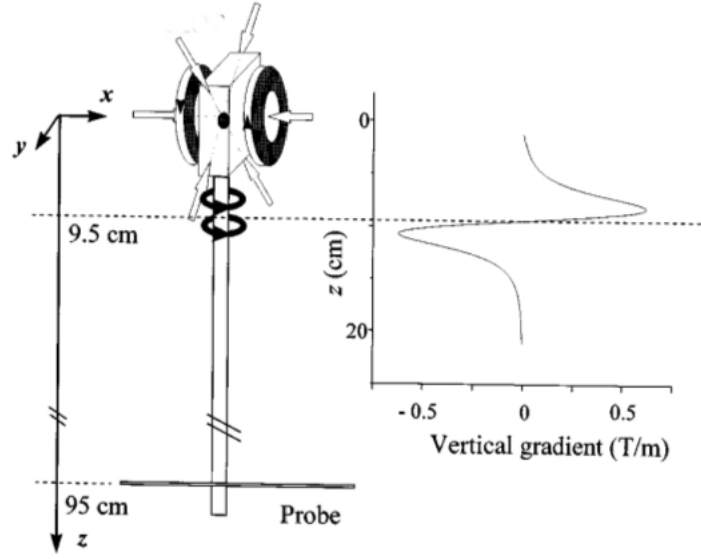 x
y
9.5 cm
95 cm
z
Probe
0
20
z (cm)
- 0.5
0
0.5
Vertical gradient (T/m)